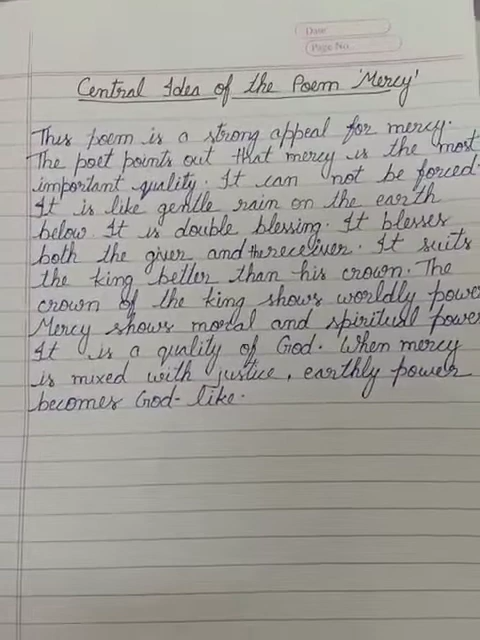 Date
Page No.
Central Idea of the Poem 'Mercy'
This poem is a strong appeal for mercy.
The poet points out that mercy is the most
important quality. It can not be forced.
It is like gentle rain on the earth
below. It is double blessing. It blesses
both the giver and the receiver. It suits
the king better than his crown. The
crown of the king shows worldly power
Mercy shows moral and spiritual power
It is a quality of God. When mercy
is mixed with justice, earthly power
becomes God-like.